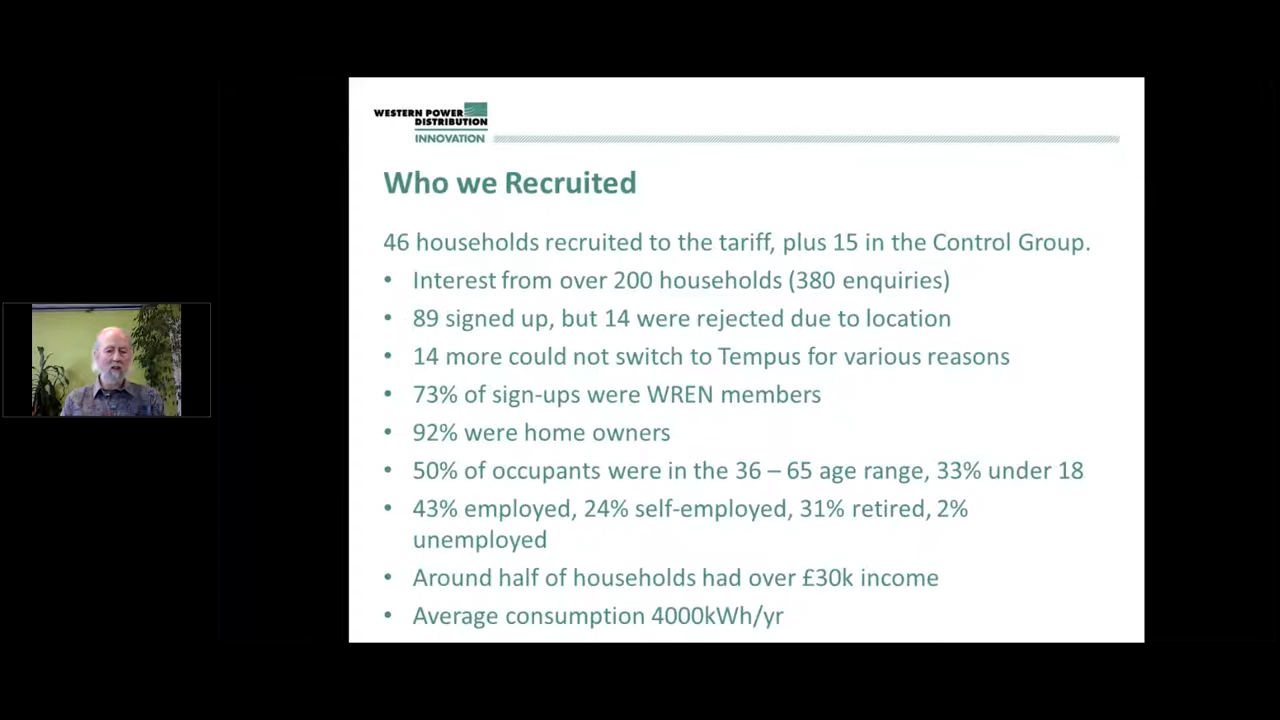 WESTERN POWER
DISTRIBUTION
INNOVATION
Who we Recruited
46 households recruited to the tariff, plus 15 in the Control Group.
• Interest from over 200 households (380 enquiries)
• 89 signed up, but 14 were rejected due to location
• 14 more could not switch to Tempus for various reasons
• 73% of sign-ups were WREN members
• 92% were home owners
• 50% of occupants were in the 36 – 65 age range, 33% under 18
• 43% employed, 24% self-employed, 31% retired, 2%
unemployed
• Around half of households had over £30k income
• Average consumption 4000kWh/yr